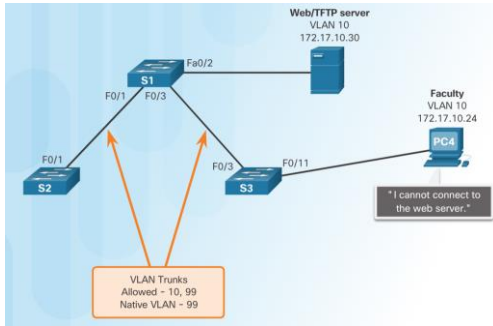 Web/TFTP server
VLAN 10
172.17.10.30
Fa0/2
S1
F0/1
F0/3
Faculty
VLAN 10
172.17.10.24
PC4
F0/1
S2
F0/3
S3
F0/11
"I cannot connect to
the web server."
VLAN Trunks
Allowed - 10, 99
Native VLAN - 99